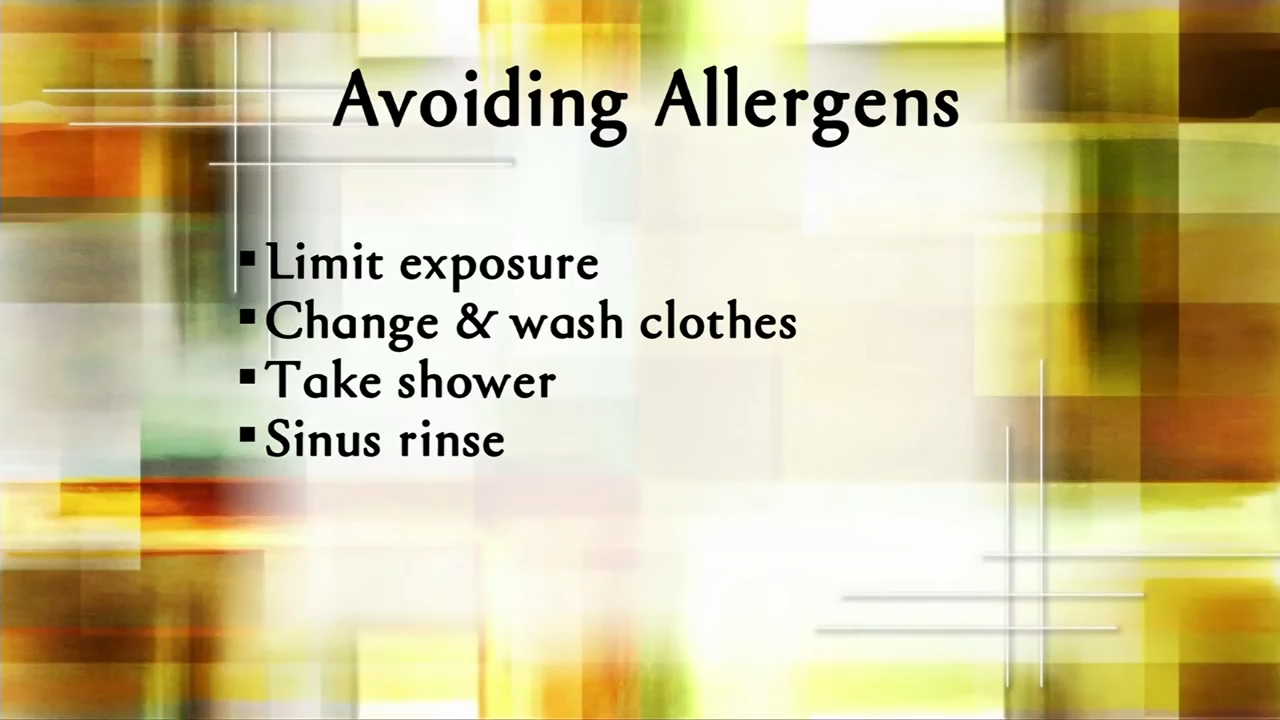 Avoiding Allergens
▪ Limit exposure
▪ Change & wash clothes
▪ Take shower
▪ Sinus rinse